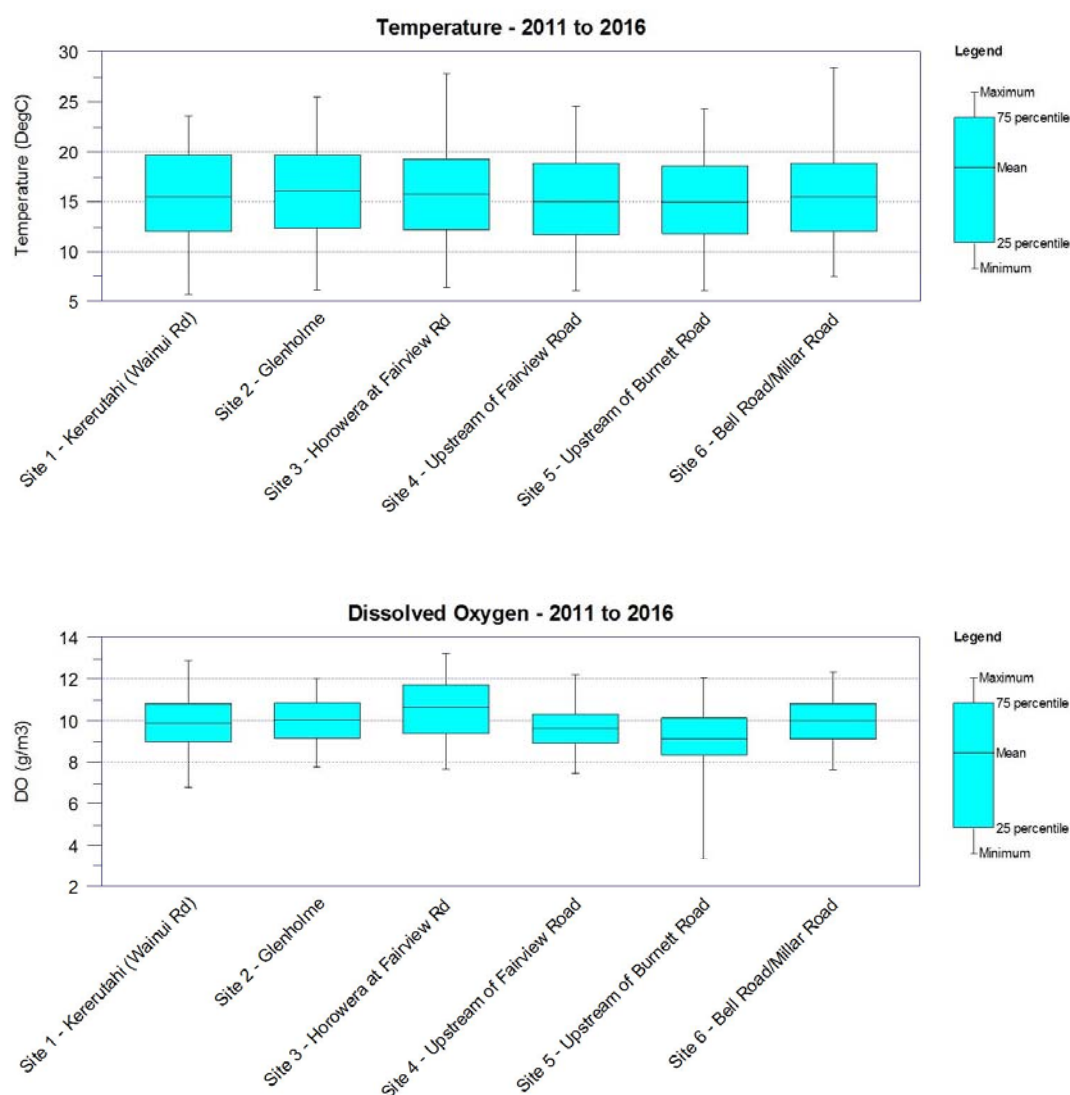 Temperature - 2011 to 2016
30
25
20
15
10
5
Temperature (DegC)
Site 1 - Kererutahi (Wainui Rd)
Site 2 - Glenholme
Site 3 - Horowera at Fairview Rd
Site 4 - Upstream of Fairview Road
Site 5 - Upstream of Burnett Road
Site 6 - Bell Road/Millar Road
Legend
Maximum
75 percentile
Mean
25 percentile
Minimum
Dissolved Oxygen - 2011 to 2016
14
12
10
8
6
4
2
DO (g/m3)
Site 1 - Kererutahi (Wainui Rd)
Site 2 - Glenholme
Site 3 - Horowera at Fairview Rd
Site 4 - Upstream of Fairview Road
Site 5 - Upstream of Burnett Road
Site 6 - Bell Road/Millar Road
Legend
Maximum
75 percentile
Mean
25 percentile
Minimum